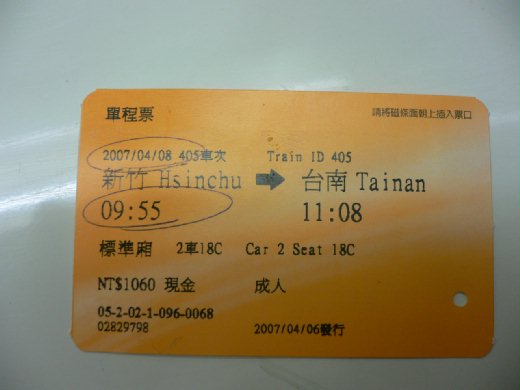 單程票
請將磁條面朝上插入票口
2007/04/08 405車次 Train ID 405
新竹 Hsinchu → 台南 Tainan
09:55 11:08
標準廂 2車18C Car 2 Seat 18C
NT$1060 現金 成人
05-2-02-1-096-0068
02829798 2007/04/06發行